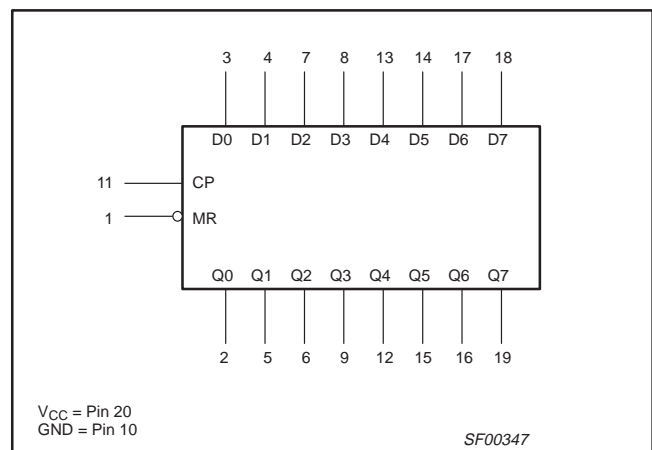 3 4 7 8 13 14 17 18
D0 D1 D2 D3 D4 D5 D6 D7
11 CP
1 MR
Q0 Q1 Q2 Q3 Q4 Q5 Q6 Q7
2 5 6 9 12 15 16 19
VCC = Pin 20
GND = Pin 10
SF00347